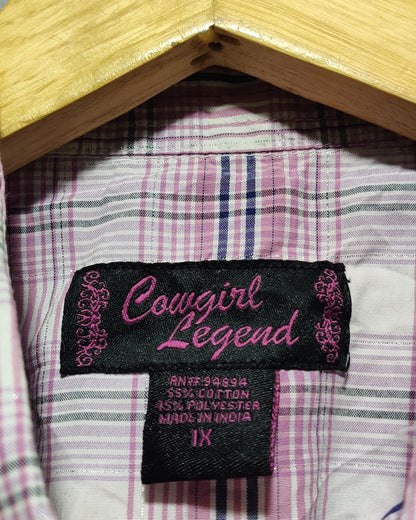 Cowgirl
Legend
RN# 94894
55% COTTON
45% POLYESTER
MADE IN INDIA
1X